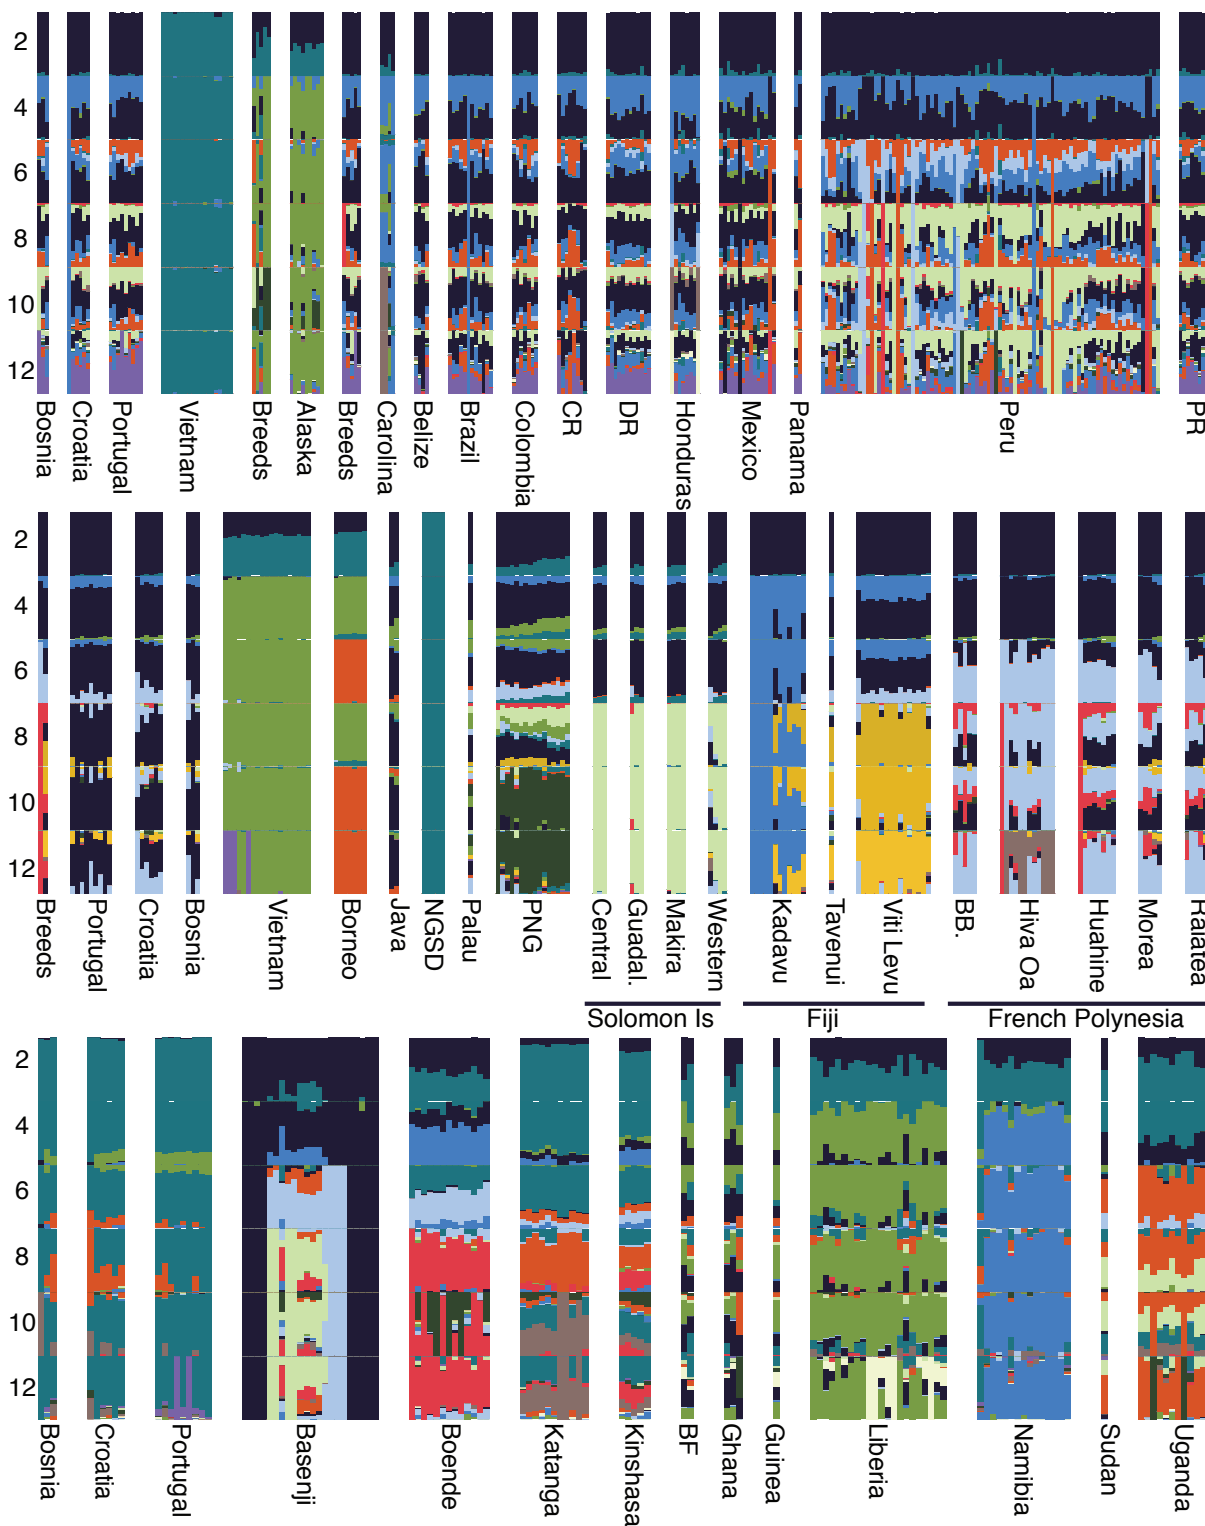 2
4
6
8
10
12
Bosnia
Croatia
Portugal
Vietnam
Breeds
Alaska
Breeds
Carolina
Belize
Brazil
Colombia
CR
DR
Honduras
Mexico
Panama
Peru
PR
2
4
6
8
10
12
Breeds
Portugal
Croatia
Bosnia
Vietnam
Borneo
Java
NGSD
Palau
PNG
Central
Guadal.
Makira
Western
Kadavu
Tavenui
Viti Levu
BB.
Hiva Oa
Huahine
Morea
Raiatea
Solomon Is
Fiji
French Polynesia
2
4
6
8
10
12
Bosnia
Croatia
Portugal
Basenji
Boende
Katanga
Kinshasa
BF
Ghana
Guinea
Liberia
Namibia
Sudan
Uganda